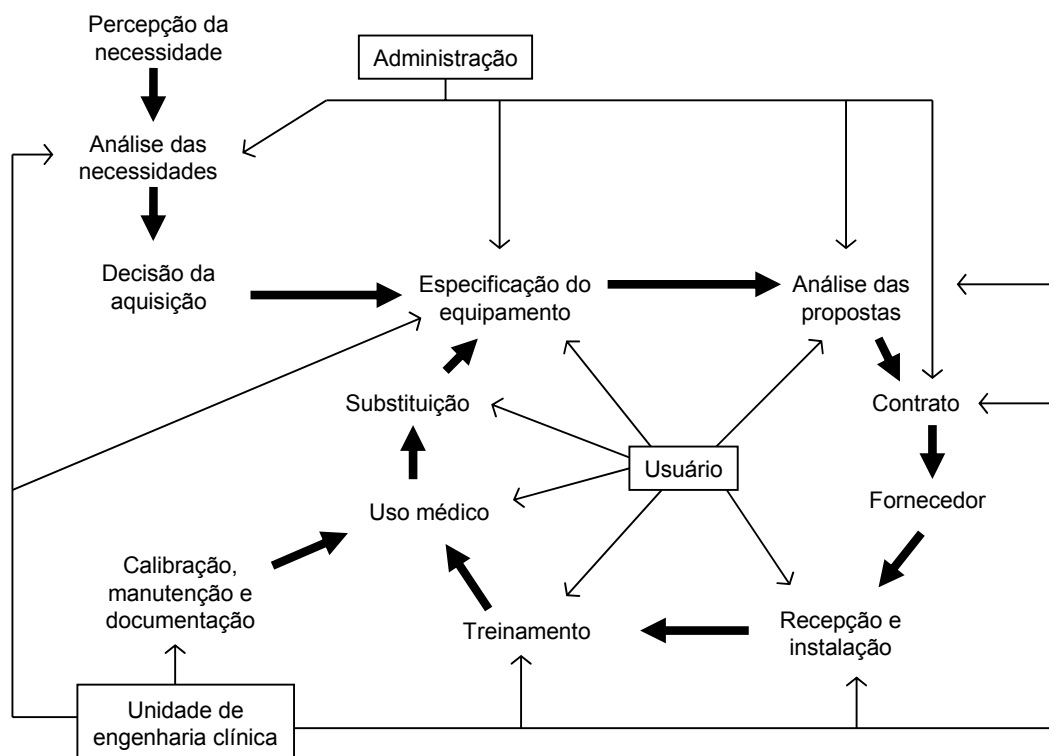 Percepção da
necessidade
Administração
Análise das
necessidades
Decisão da
aquisição
Especificação do
equipamento
Análise das
propostas
Substituição
Contrato
Usuário
Uso médico
Fornecedor
Calibração,
manutenção e
documentação
Treinamento
Recepção e
instalação
Unidade de
engenharia clínica